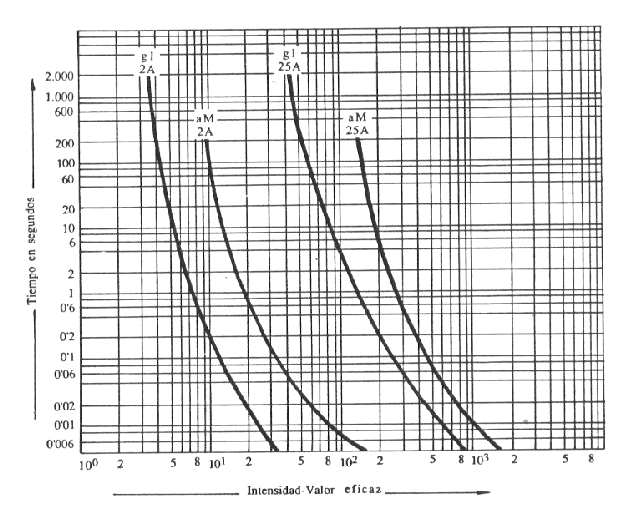 gl
2A
gl
25A
aM
2A
aM
25A
2.000
1.000
600
200
100
60
20
10
6
2
1
0'6
0'2
0'1
0'06
0'02
0'01
0'006
Tiempo en segundos
10⁰ 2 5 8 10¹ 2 5 8 10² 2 5 8 10³ 2 5 8
Intensidad-Valor eficaz